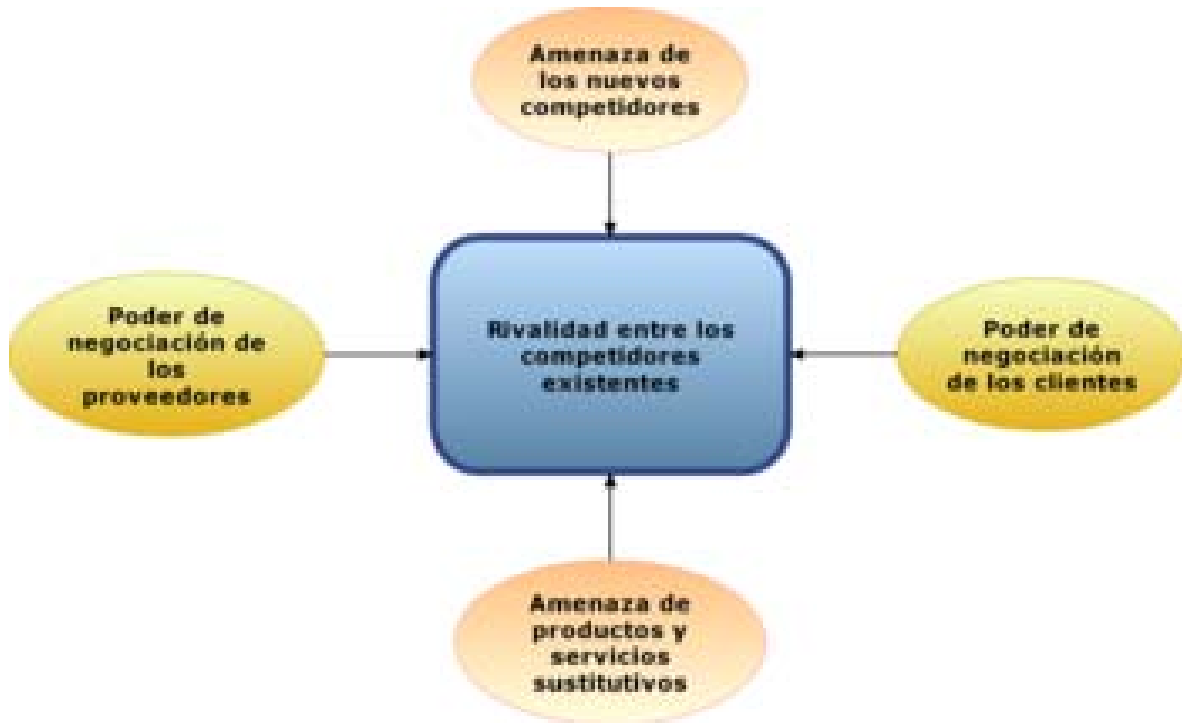 Amenaza de
los nuevos
competidores
Poder de
negociación de
los
proveedores
Rivalidad entre los
competidores
existentes
Poder de
negociación
de los clientes
Amenaza de
productos y
servicios
sustitutivos